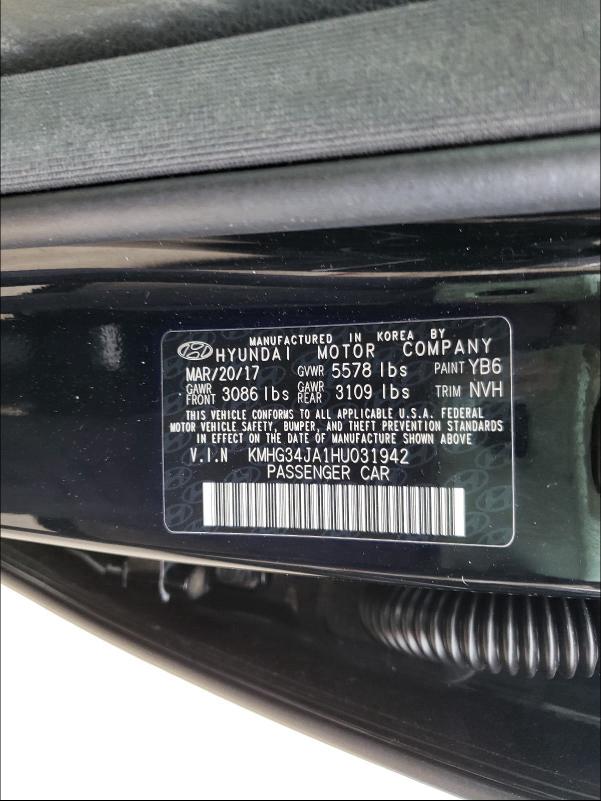 MANUFACTURED IN KOREA BY
HYUNDAI MOTOR COMPANY
MAR/20/17 GVWR 5578 lbs PAINT YB6
GAWR FRONT 3086 lbs GAWR REAR 3109 lbs TRIM NVH
THIS VEHICLE CONFORMS TO ALL APPLICABLE U.S.A. FEDERAL
MOTOR VEHICLE SAFETY, BUMPER, AND THEFT PREVENTION STANDARDS
IN EFFECT ON THE DATE OF MANUFACTURE SHOWN ABOVE
V.I.N KMHG34JA1HU031942
PASSENGER CAR